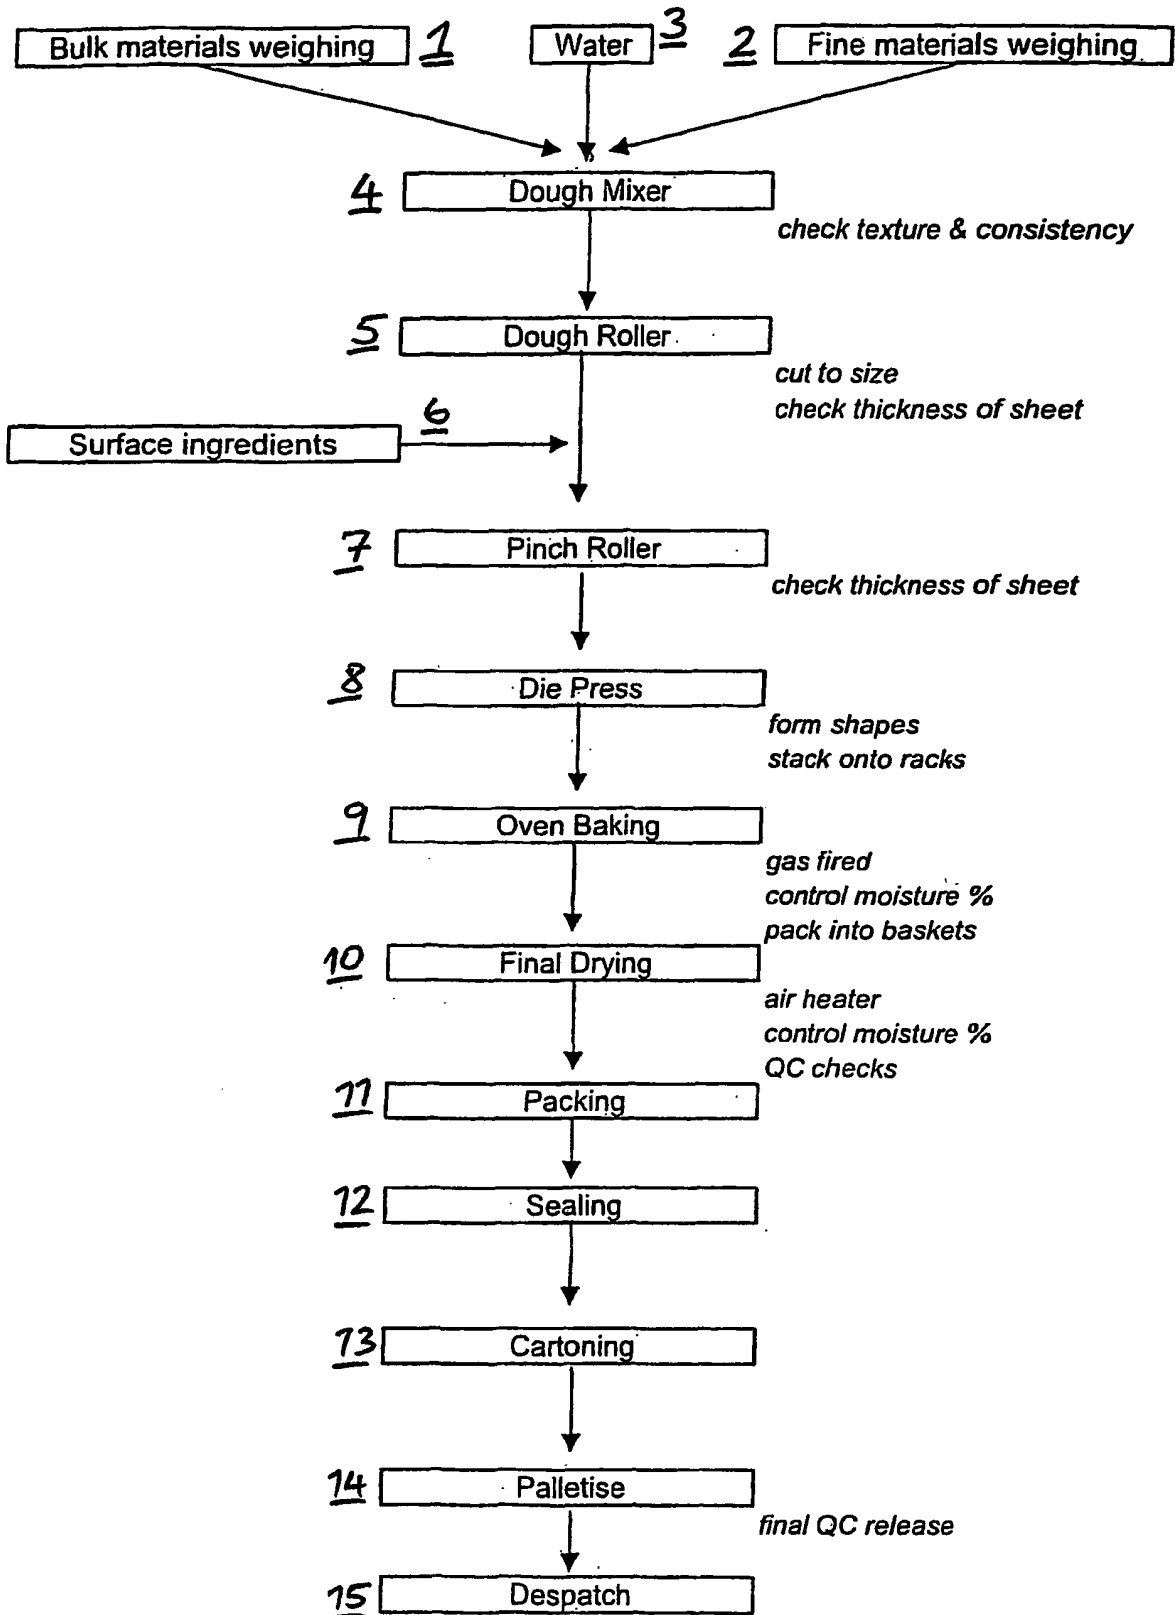 Bulk materials weighing 1 Water 3 2 Fine materials weighing
4 Dough Mixer
check texture & consistency
5 Dough Roller
cut to size
check thickness of sheet
6
Surface ingredients
7 Pinch Roller
check thickness of sheet
8 Die Press
form shapes
stack onto racks
9 Oven Baking
gas fired
control moisture %
pack into baskets
10 Final Drying
air heater
control moisture %
QC checks
11 Packing
12 Sealing
13 Cartoning
14 Palletise
final QC release
15 Despatch